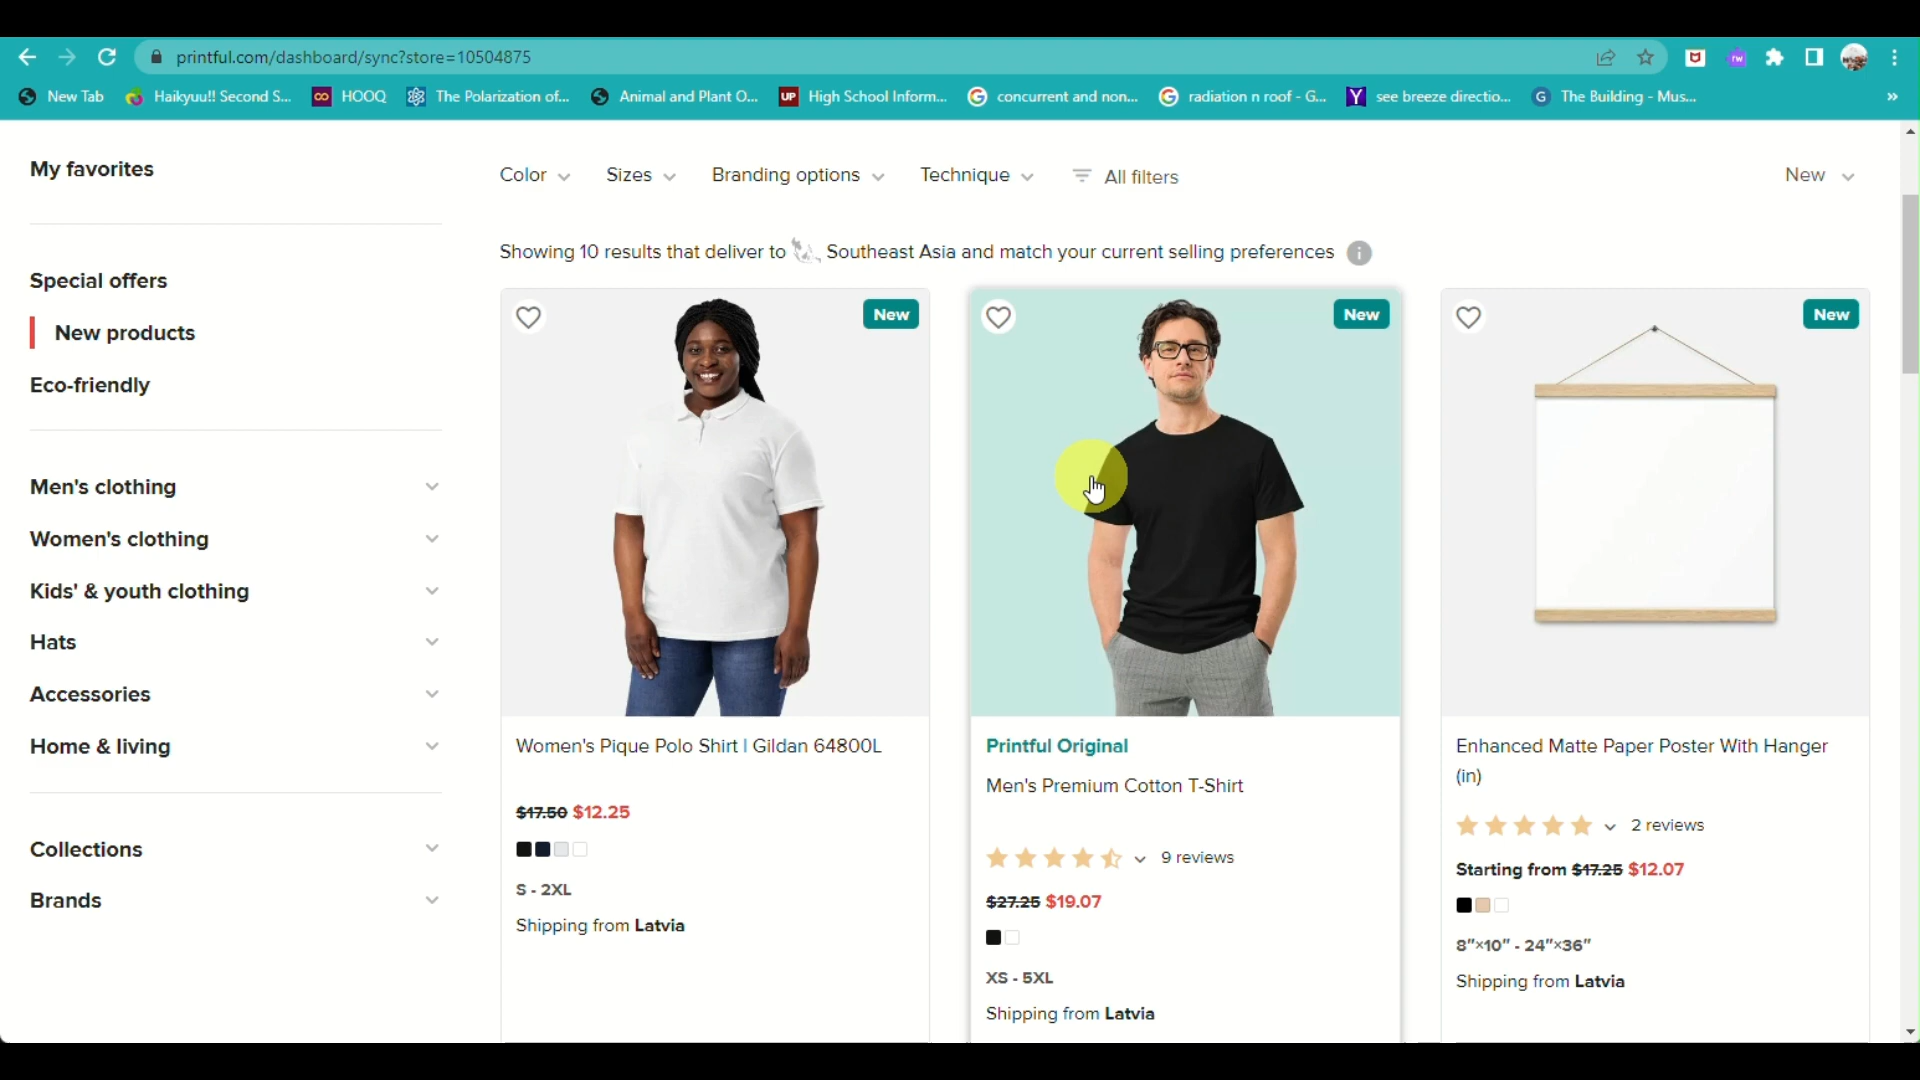 printful.com/dashboard/sync?store=10504875
New Tab
Haikyuu!! Second S...
HOOQ
The Polarization of...
Animal and Plant O...
UP
High School Inform...
concurrent and non...
radiation n roof - G...
see breeze directio...
The Building - Mus...
My favorites
Special offers
New products
Eco-friendly
Men's clothing
Women's clothing
Kids' & youth clothing
Hats
Accessories
Home & living
Collections
Brands
Color
Sizes
Branding options
Technique
All filters
New
Showing 10 results that deliver to Southeast Asia and match your current selling preferences
New
Women's Pique Polo Shirt | Gildan 64800L
$17.50 $12.25
S - 2XL
Shipping from Latvia
New
Printful Original
Men's Premium Cotton T-Shirt
9 reviews
$27.25 $19.07
XS - 5XL
Shipping from Latvia
New
Enhanced Matte Paper Poster With Hanger
(in)
2 reviews
Starting from $17.25 $12.07
8″×10″ - 24″×36″
Shipping from Latvia